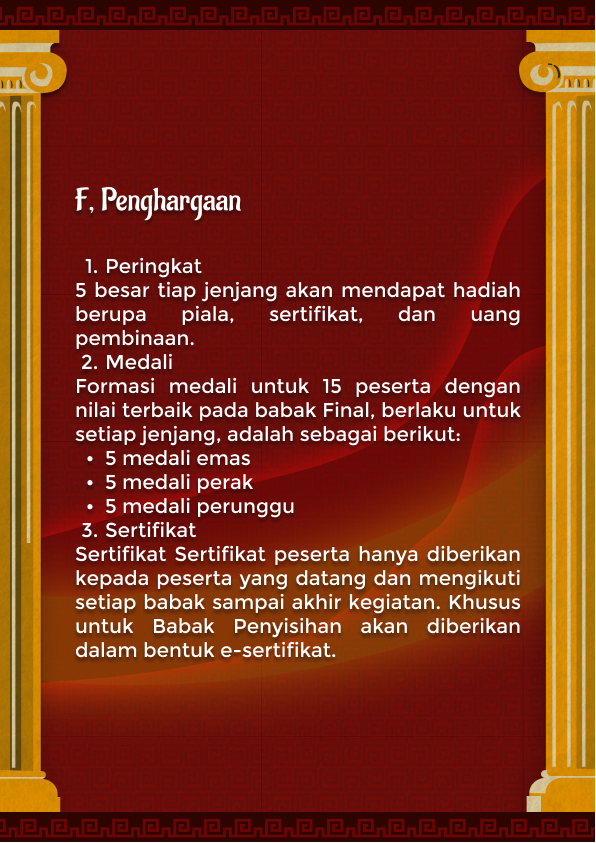 F. Penghargaan
1. Peringkat
5 besar tiap jenjang akan mendapat hadiah
berupa piala, sertifikat, dan uang
pembinaan.
2. Medali
Formasi medali untuk 15 peserta dengan
nilai terbaik pada babak Final, berlaku untuk
setiap jenjang, adalah sebagai berikut:
• 5 medali emas
• 5 medali perak
• 5 medali perunggu
3. Sertifikat
Sertifikat Sertifikat peserta hanya diberikan
kepada peserta yang datang dan mengikuti
setiap babak sampai akhir kegiatan. Khusus
untuk Babak Penyisihan akan diberikan
dalam bentuk e-sertifikat.